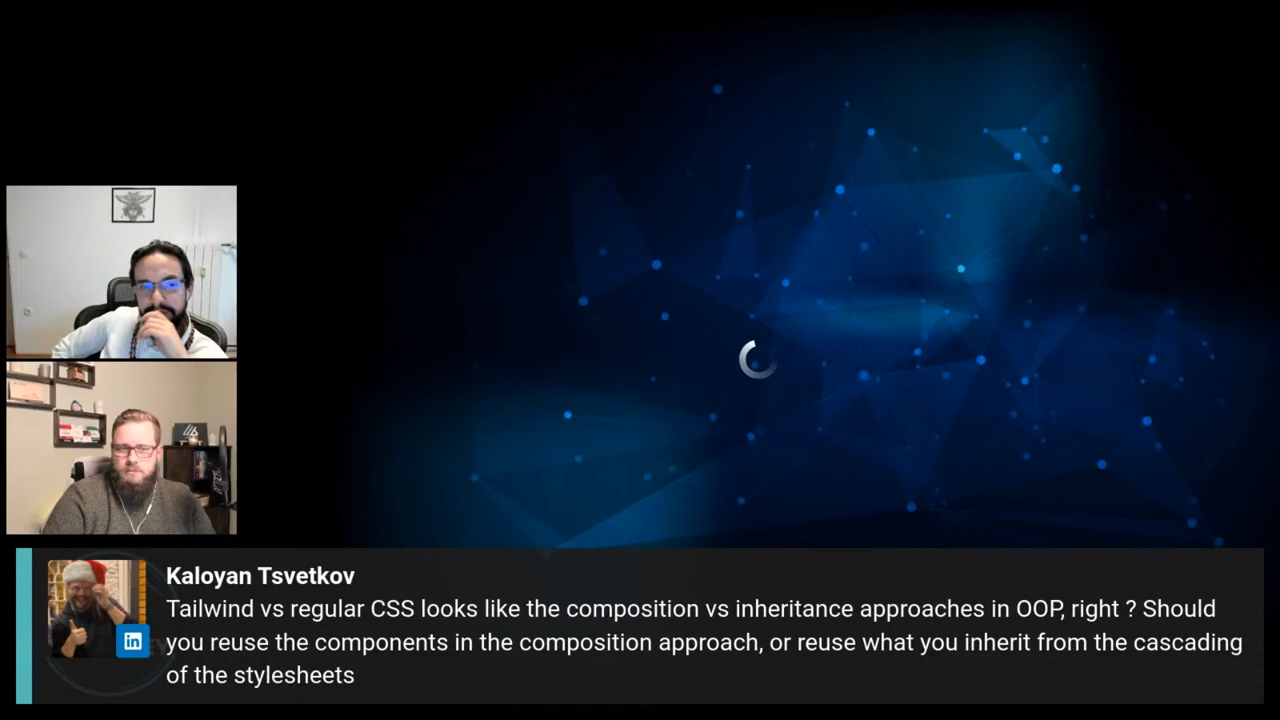 Kaloyan Tsvetkov
Tailwind vs regular CSS looks like the composition vs inheritance approaches in OOP, right ? Should
you reuse the components in the composition approach, or reuse what you inherit from the cascading
of the stylesheets
in